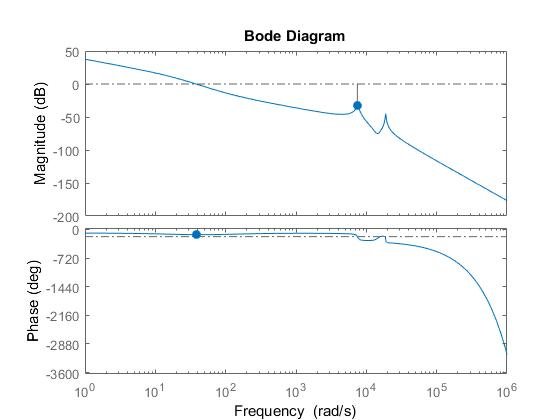 Bode Diagram
50
0
-50
-100
-150
-200
Magnitude (dB)
0
-720
-1440
-2160
-2880
-3600
Phase (deg)
10^0 10^1 10^2 10^3 10^4 10^5 10^6
Frequency (rad/s)